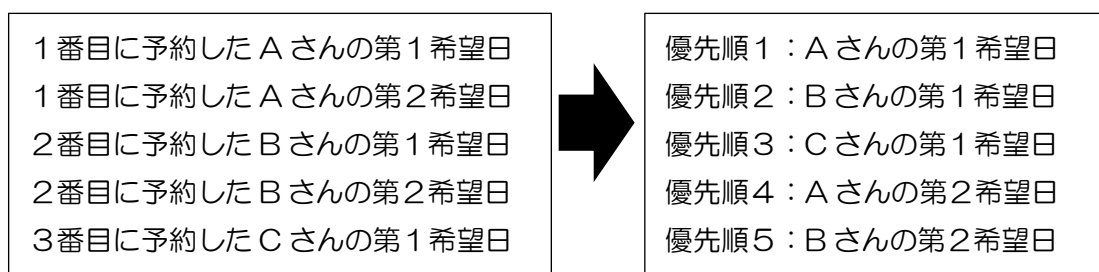 １番目に予約したＡさんの第１希望日
１番目に予約したＡさんの第２希望日
２番目に予約したＢさんの第１希望日
２番目に予約したＢさんの第２希望日
３番目に予約したＣさんの第１希望日
優先順１：Ａさんの第１希望日
優先順２：Ｂさんの第１希望日
優先順３：Ｃさんの第１希望日
優先順４：Ａさんの第２希望日
優先順５：Ｂさんの第２希望日